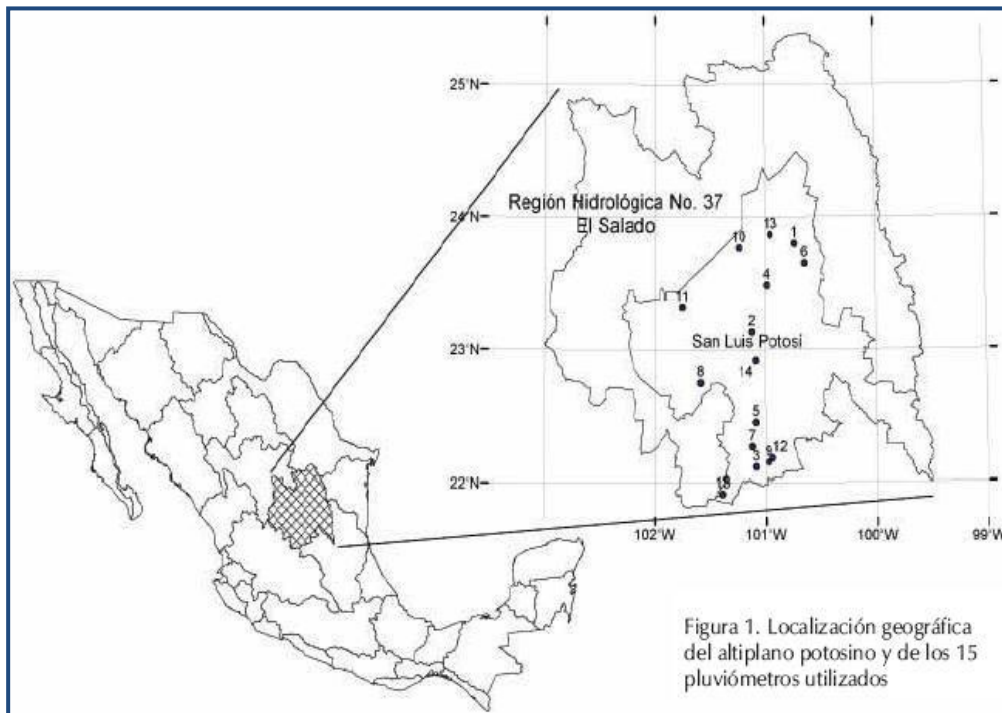 25°N
Región Hidrológica No. 37
El Salado
24°N
13
1
10
6
4
11
2
San Luis Potosí
23°N
14
8
5
7
12
9
3
22°N
102°W
101°W
100°W
99°W
Figura 1. Localización geográfica
del altiplano potosino y de los 15
pluviómetros utilizados